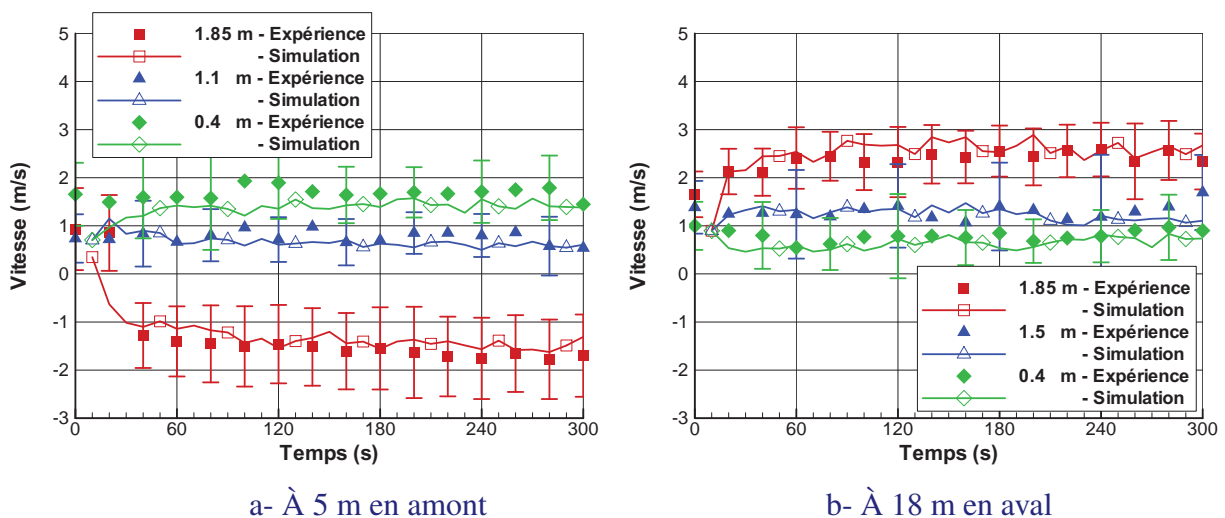 1.85 m - Expérience
- Simulation
1.1 m - Expérience
- Simulation
0.4 m - Expérience
- Simulation
Vitesse (m/s)
5
4
3
2
1
0
-1
-2
-3
60
120
180
240
300
Temps (s)
a- À 5 m en amont
Vitesse (m/s)
5
4
3
2
1
0
-1
-2
-3
1.85 m - Expérience
- Simulation
1.5 m - Expérience
- Simulation
0.4 m - Expérience
- Simulation
0
60
120
180
240
300
Temps (s)
b- À 18 m en aval